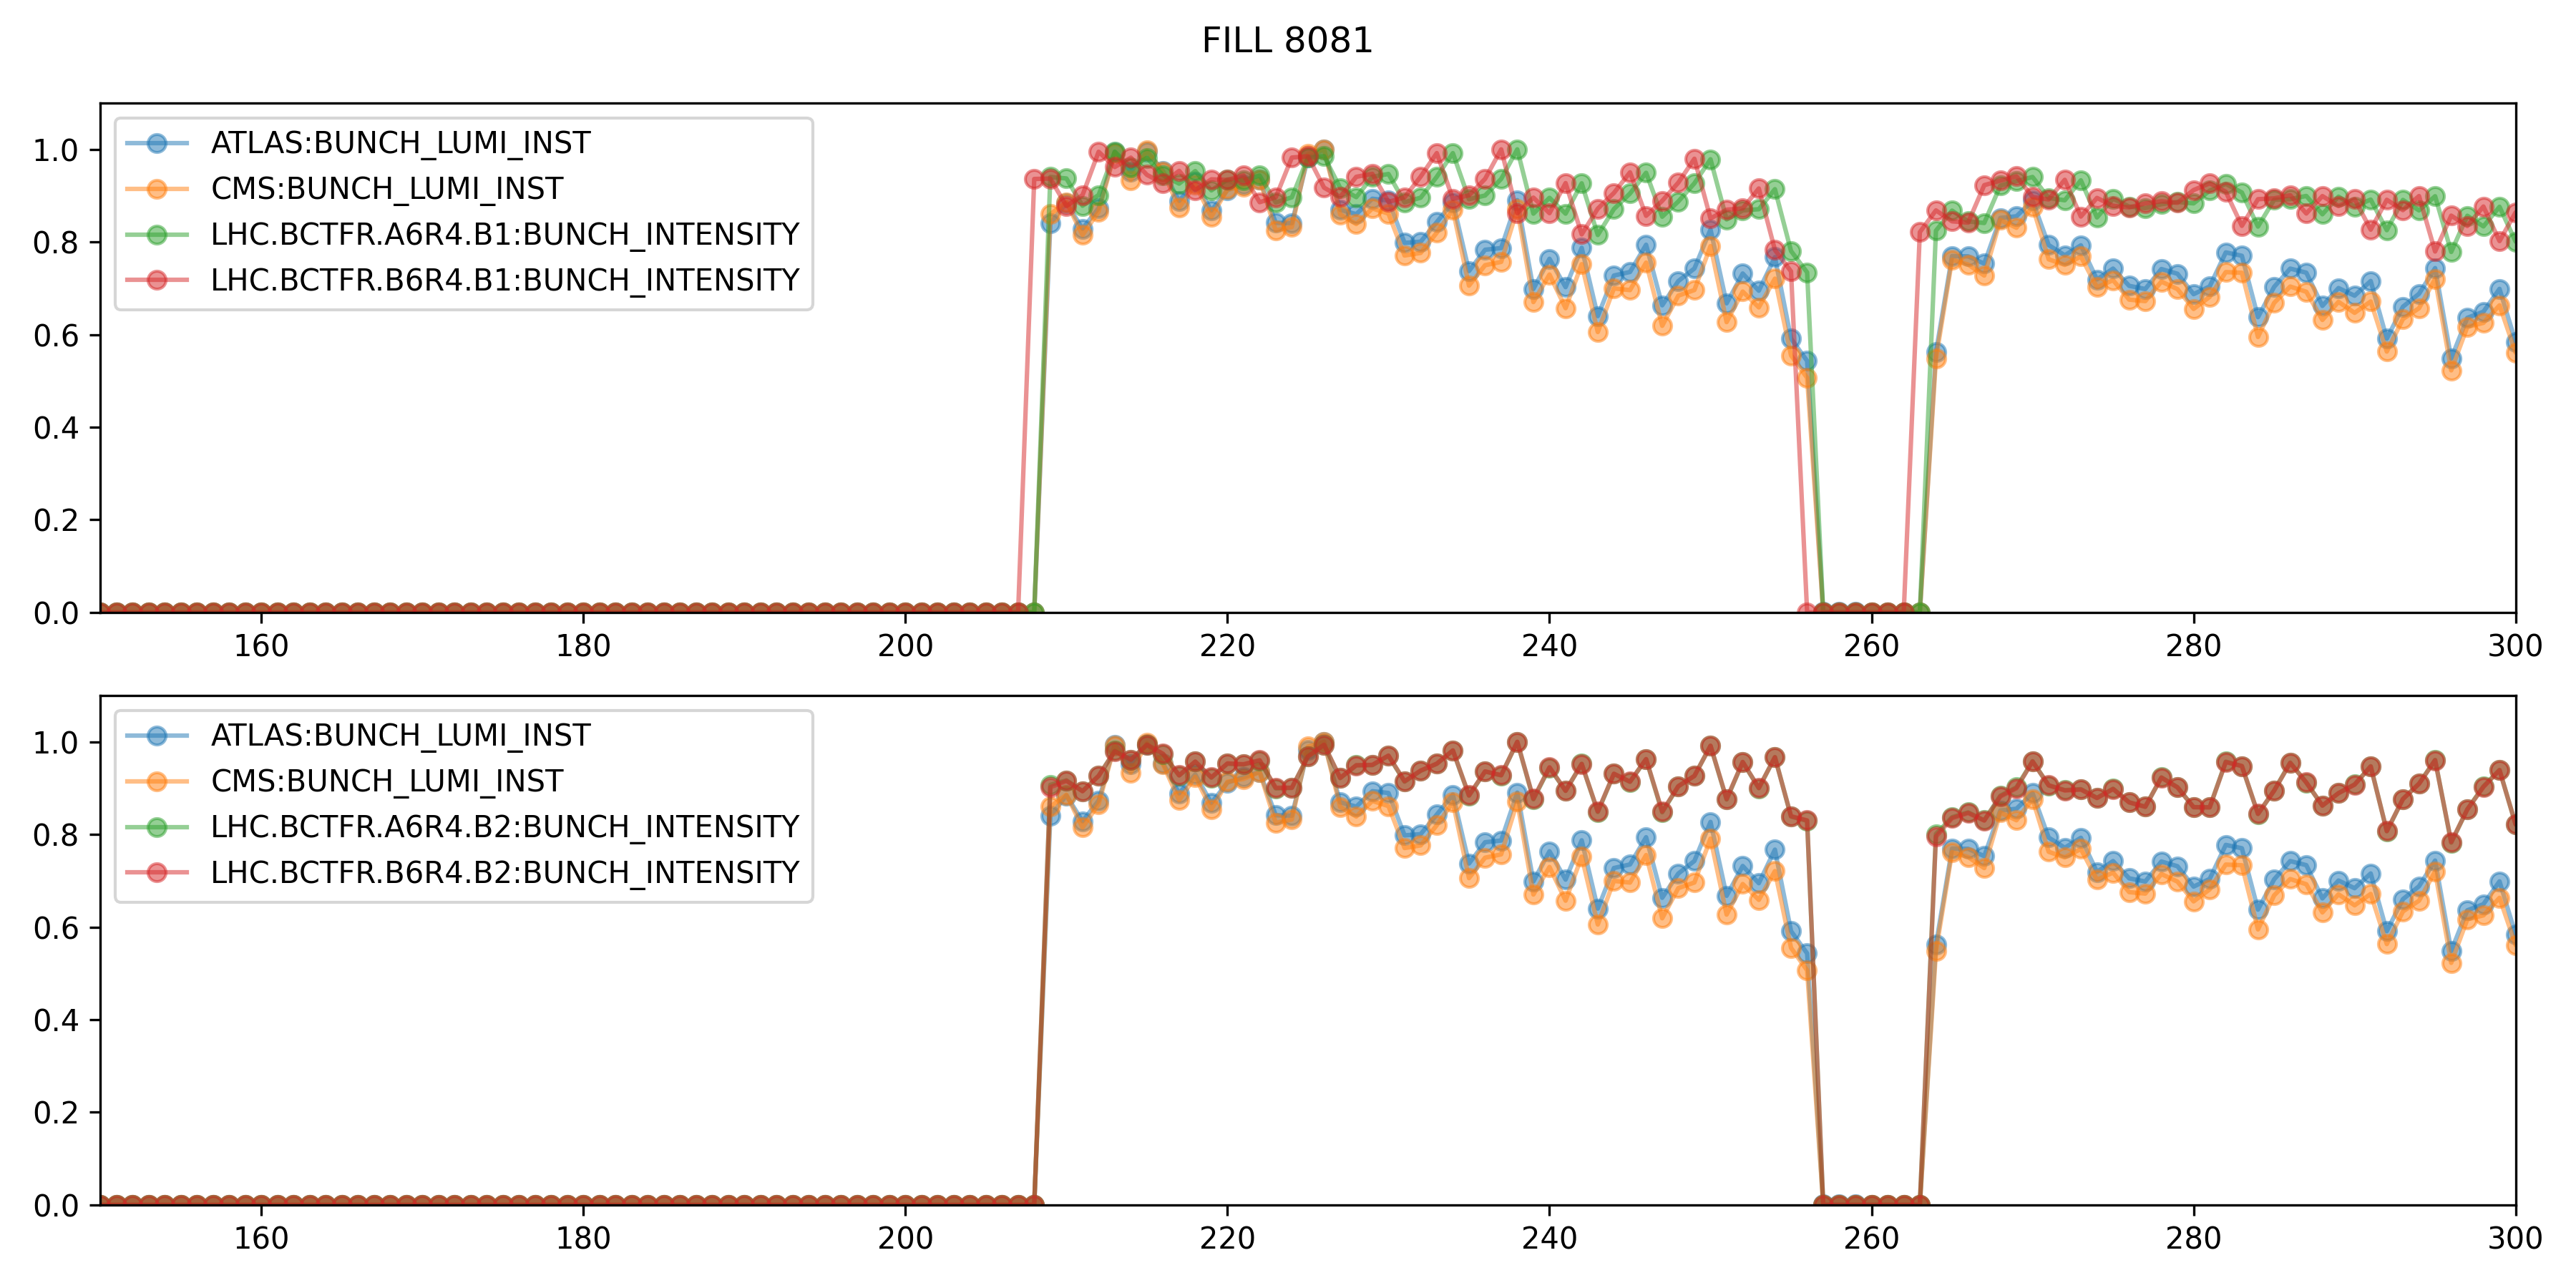 FILL 8081
1.0
0.8
0.6
0.4
0.2
0.0
ATLAS:BUNCH_LUMI_INST
CMS:BUNCH_LUMI_INST
LHC.BCTFR.A6R4.B1:BUNCH_INTENSITY
LHC.BCTFR.B6R4.B1:BUNCH_INTENSITY
160 180 200 220 240 260 280 300
1.0
0.8
0.6
0.4
0.2
0.0
ATLAS:BUNCH_LUMI_INST
CMS:BUNCH_LUMI_INST
LHC.BCTFR.A6R4.B2:BUNCH_INTENSITY
LHC.BCTFR.B6R4.B2:BUNCH_INTENSITY
160 180 200 220 240 260 280 300